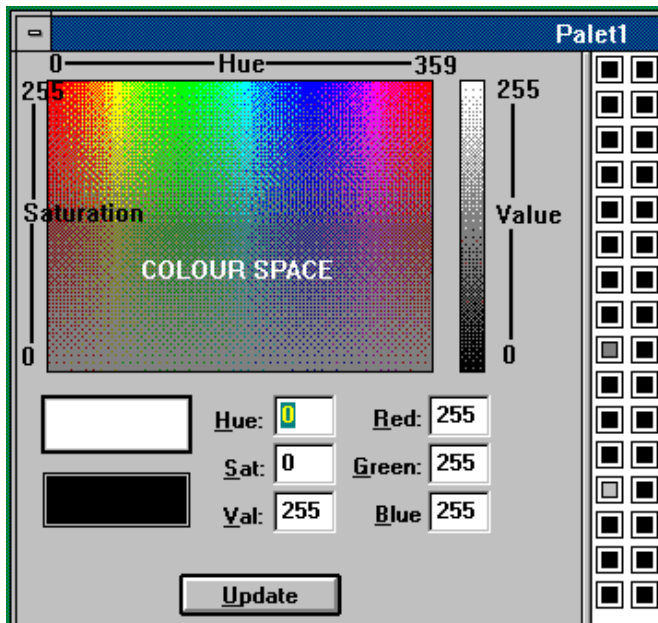 Palet1
0 Hue 359
255 255
Saturation Value
COLOUR SPACE
0 0
Hue: 0 Red: 255
Sat: 0 Green: 255
Val: 255 Blue 255
Update